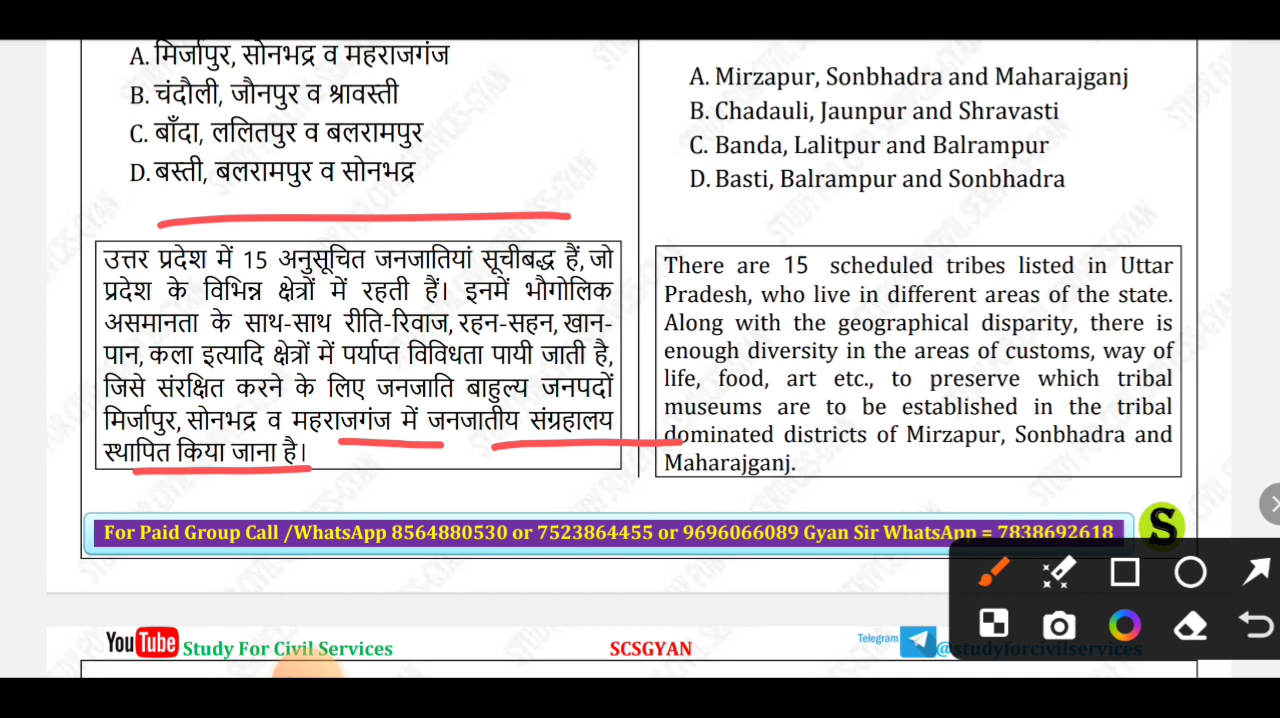 A. मिर्जापुर, सोनभद्र व महराजगंज
B. चंदौली, जौनपुर व श्रावस्ती
C. बाँदा, ललितपुर व बलरामपुर
D. बस्ती, बलरामपुर व सोनभद्र
उत्तर प्रदेश में 15 अनुसूचित जनजातियां सूचीबद्ध हैं, जो
प्रदेश के विभिन्न क्षेत्रों में रहती हैं। इनमें भौगोलिक
असमानता के साथ-साथ रीति-रिवाज, रहन-सहन, खान-
पान, कला इत्यादि क्षेत्रों में पर्याप्त विविधता पायी जाती है,
जिसे संरक्षित करने के लिए जनजाति बाहुल्य जनपदों
मिर्जापुर, सोनभद्र व महराजगंज में जनजातीय संग्रहालय
स्थापित किया जाना है।
A. Mirzapur, Sonbhadra and Maharajganj
B. Chadauli, Jaunpur and Shravasti
C. Banda, Lalitpur and Balrampur
D. Basti, Balrampur and Sonbhadra
There are 15 scheduled tribes listed in Uttar
Pradesh, who live in different areas of the state.
Along with the geographical disparity, there is
enough diversity in the areas of customs, way of
life, food, art etc., to preserve which tribal
museums are to be established in the tribal
dominated districts of Mirzapur, Sonbhadra and
Maharajganj.
For Paid Group Call /WhatsApp 8564880530 or 7523864455 or 9696066089 Gyan Sir WhatsApp = 7838692618
S
YouTube Study For Civil Services
SCSGYAN
Telegram @studyforcivilservices